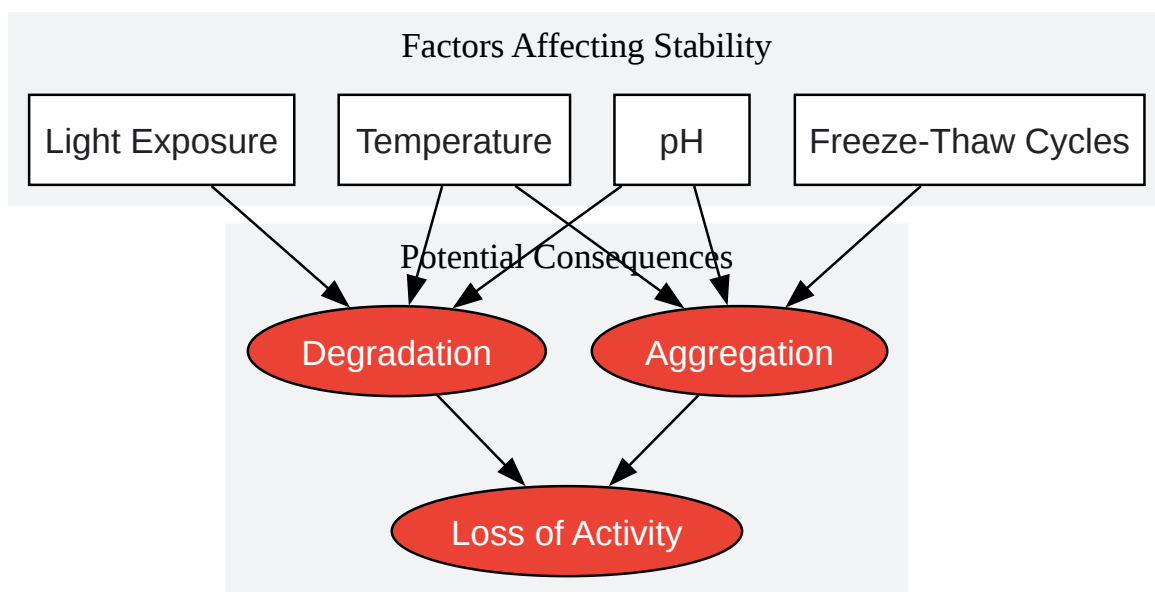 Factors Affecting Stability
Light Exposure
Temperature
pH
Freeze-Thaw Cycles
Potential Consequences
Degradation
Aggregation
Loss of Activity